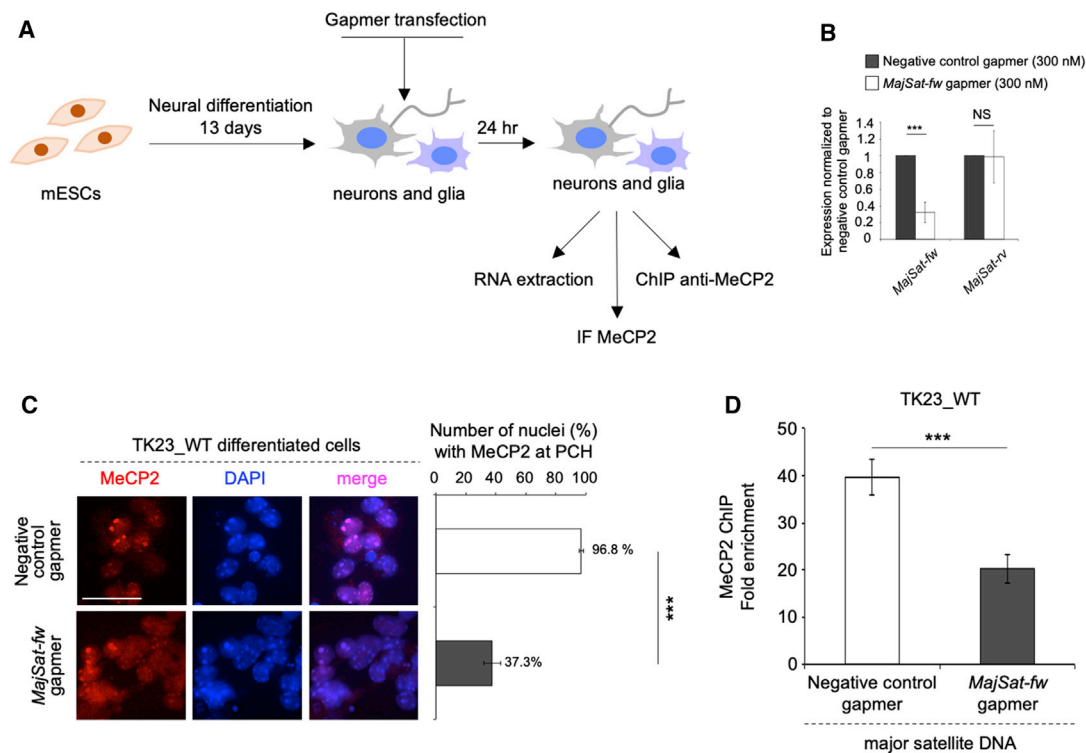 A
Gapmer transfection
Neural differentiation
13 days
24 hr
mESCs
neurons and glia
neurons and glia
RNA extraction
ChIP anti-MeCP2
IF MeCP2
B
Negative control gapmer (300 nM)
MajSat-fw gapmer (300 nM)
Expression normalized to
negative control gapmer
1.4
1.2
1
0.8
0.6
0.4
0.2
0
***
NS
MajSat-fw
MajSat-rv
C
TK23_WT differentiated cells
MeCP2
DAPI
merge
Number of nuclei (%)
with MeCP2 at PCH
0
20
40
60
80
100
Negative
control
gapmer
96.8 %
***
MajSat-fw
gapmer
37.3%
D
TK23_WT
***
MeCP2 ChIP
Fold enrichment
50
40
30
20
10
0
Negative control
gapmer
MajSat-fw
gapmer
major satellite DNA